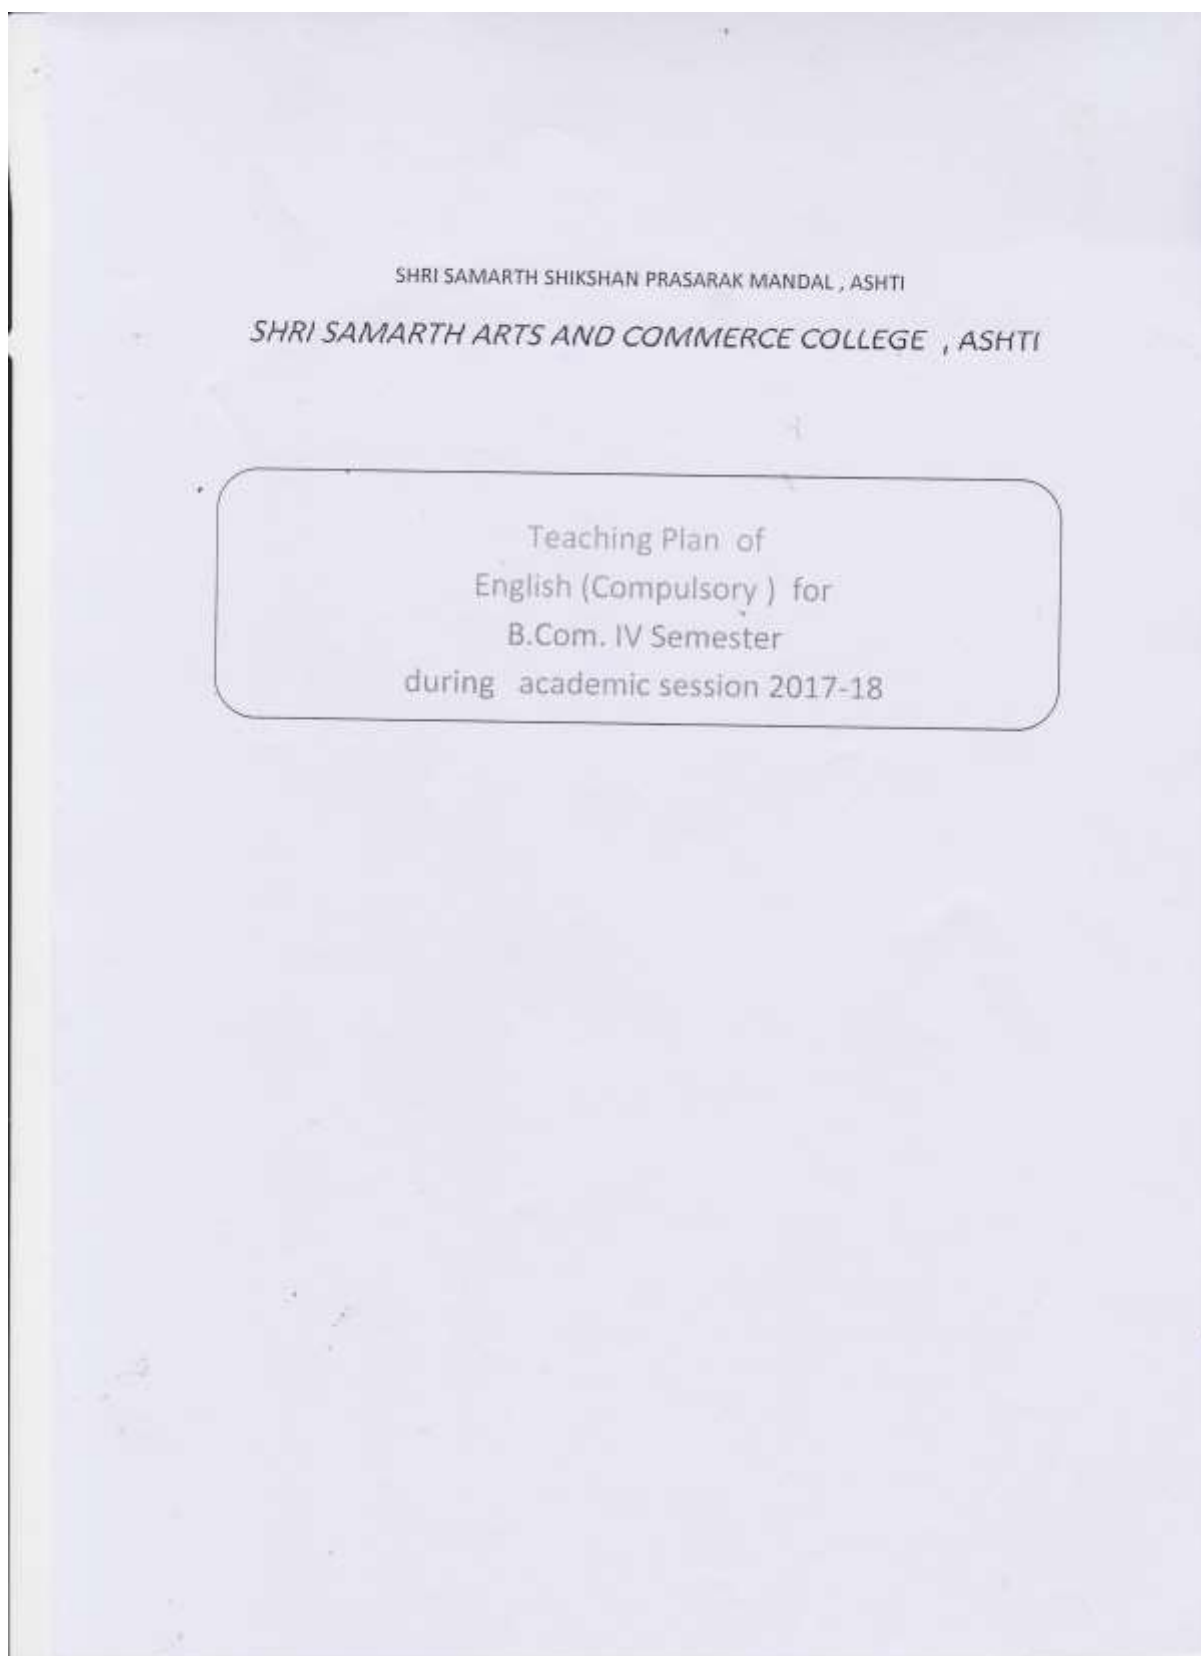 SHRI SAMARTH SHIKSHAN PRASARAK MANDAL , ASHTI
SHRI SAMARTH ARTS AND COMMERCE COLLEGE , ASHTI
Teaching Plan of
English (Compulsory ) for
B.Com. IV Semester
during academic session 2017-18